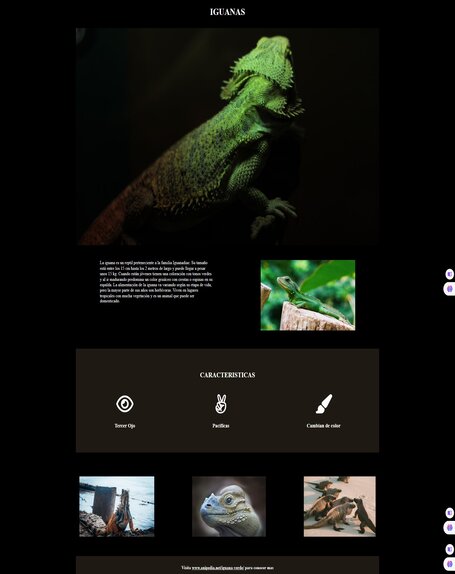 IGUANAS
La iguana es un reptil perteneciente a la familia Iguanadiae. Su tamaño
está entre los 15 cm hasta los 2 metros de largo y puede llegar a pesar
unos 15 kg. Cuando están jóvenes tienen una coloración con tonos verdes
y al ir madurando predomina un color grisáceo con crestas o espinas en su
espalda. La alimentación de la iguana va variando según su etapa de vida,
pero la mayor parte de sus años son herbívoras. Viven en lugares
tropicales con mucha vegetación y es un animal que puede ser
domesticado.
CARACTERISTICAS
Tercer Ojo
Pacificas
Cambian de color
Visita www.anipedia.net/iguana-verde/ para conocer mas